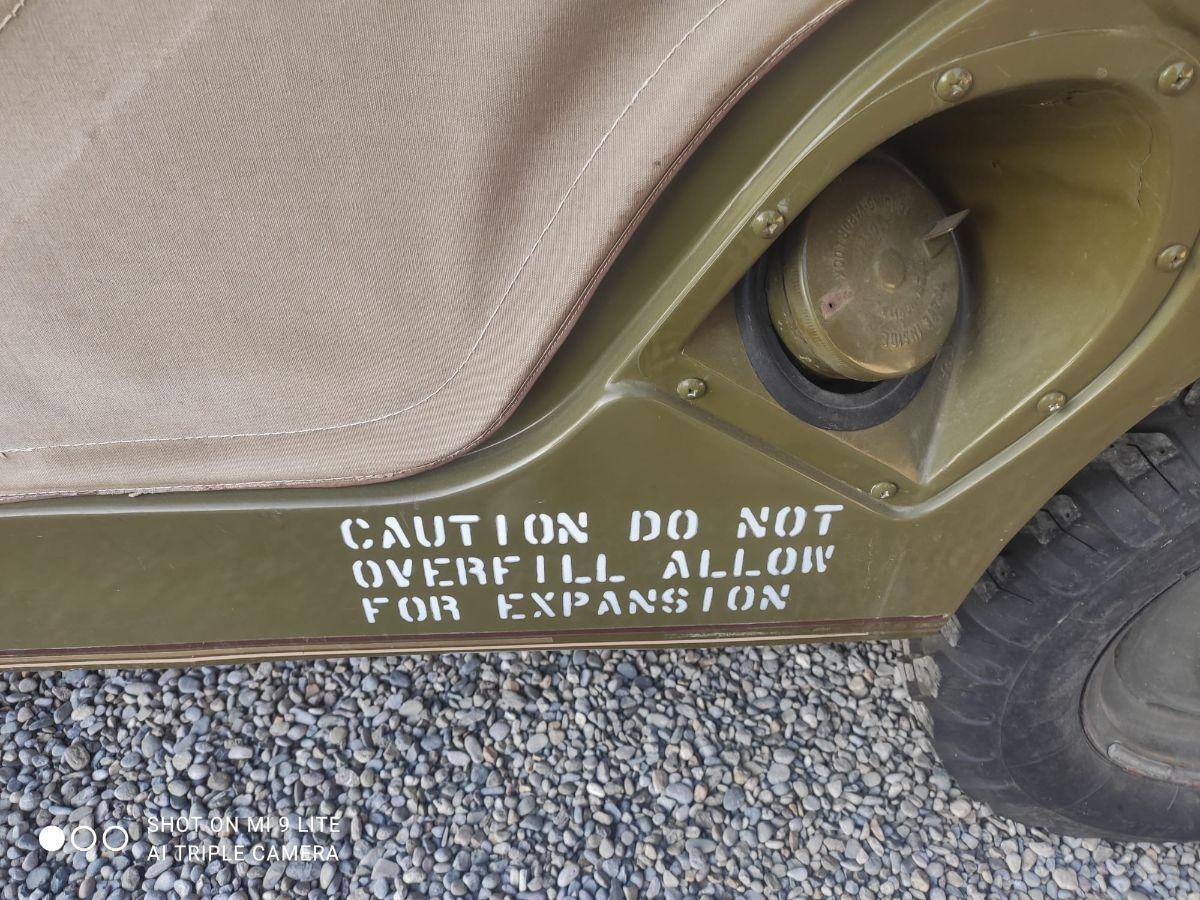 CAUTION DO NOT
OVERFILL ALLOW
FOR EXPANSION
SHOT ON MI 9 LITE
AI TRIPLE CAMERA